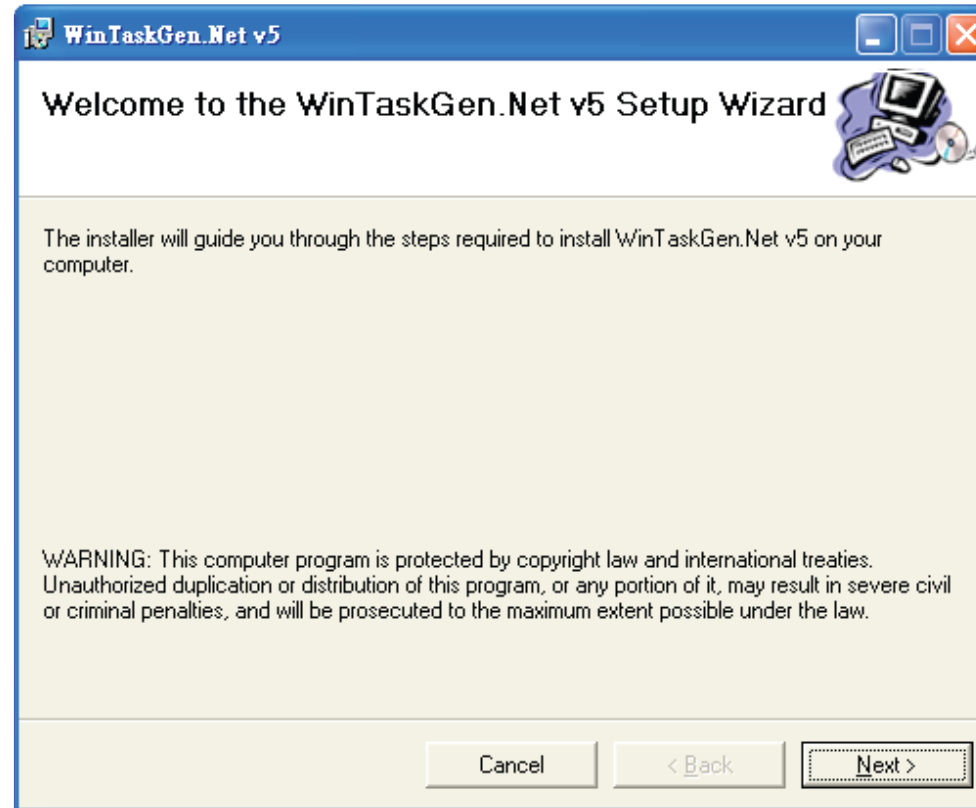 WinTaskGen.Net v5
Welcome to the WinTaskGen.Net v5 Setup Wizard
The installer will guide you through the steps required to install WinTaskGen.Net v5 on your
computer.
WARNING: This computer program is protected by copyright law and international treaties.
Unauthorized duplication or distribution of this program, or any portion of it, may result in severe civil
or criminal penalties, and will be prosecuted to the maximum extent possible under the law.
Cancel
< Back
Next >